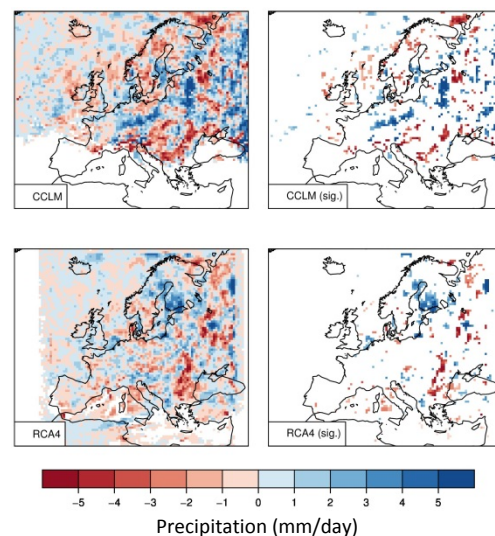 CCLM
CCLM (sig.)
RCA4
RCA4 (sig.)
−5 −4 −3 −2 −1 0 1 2 3 4 5
Precipitation (mm/day)